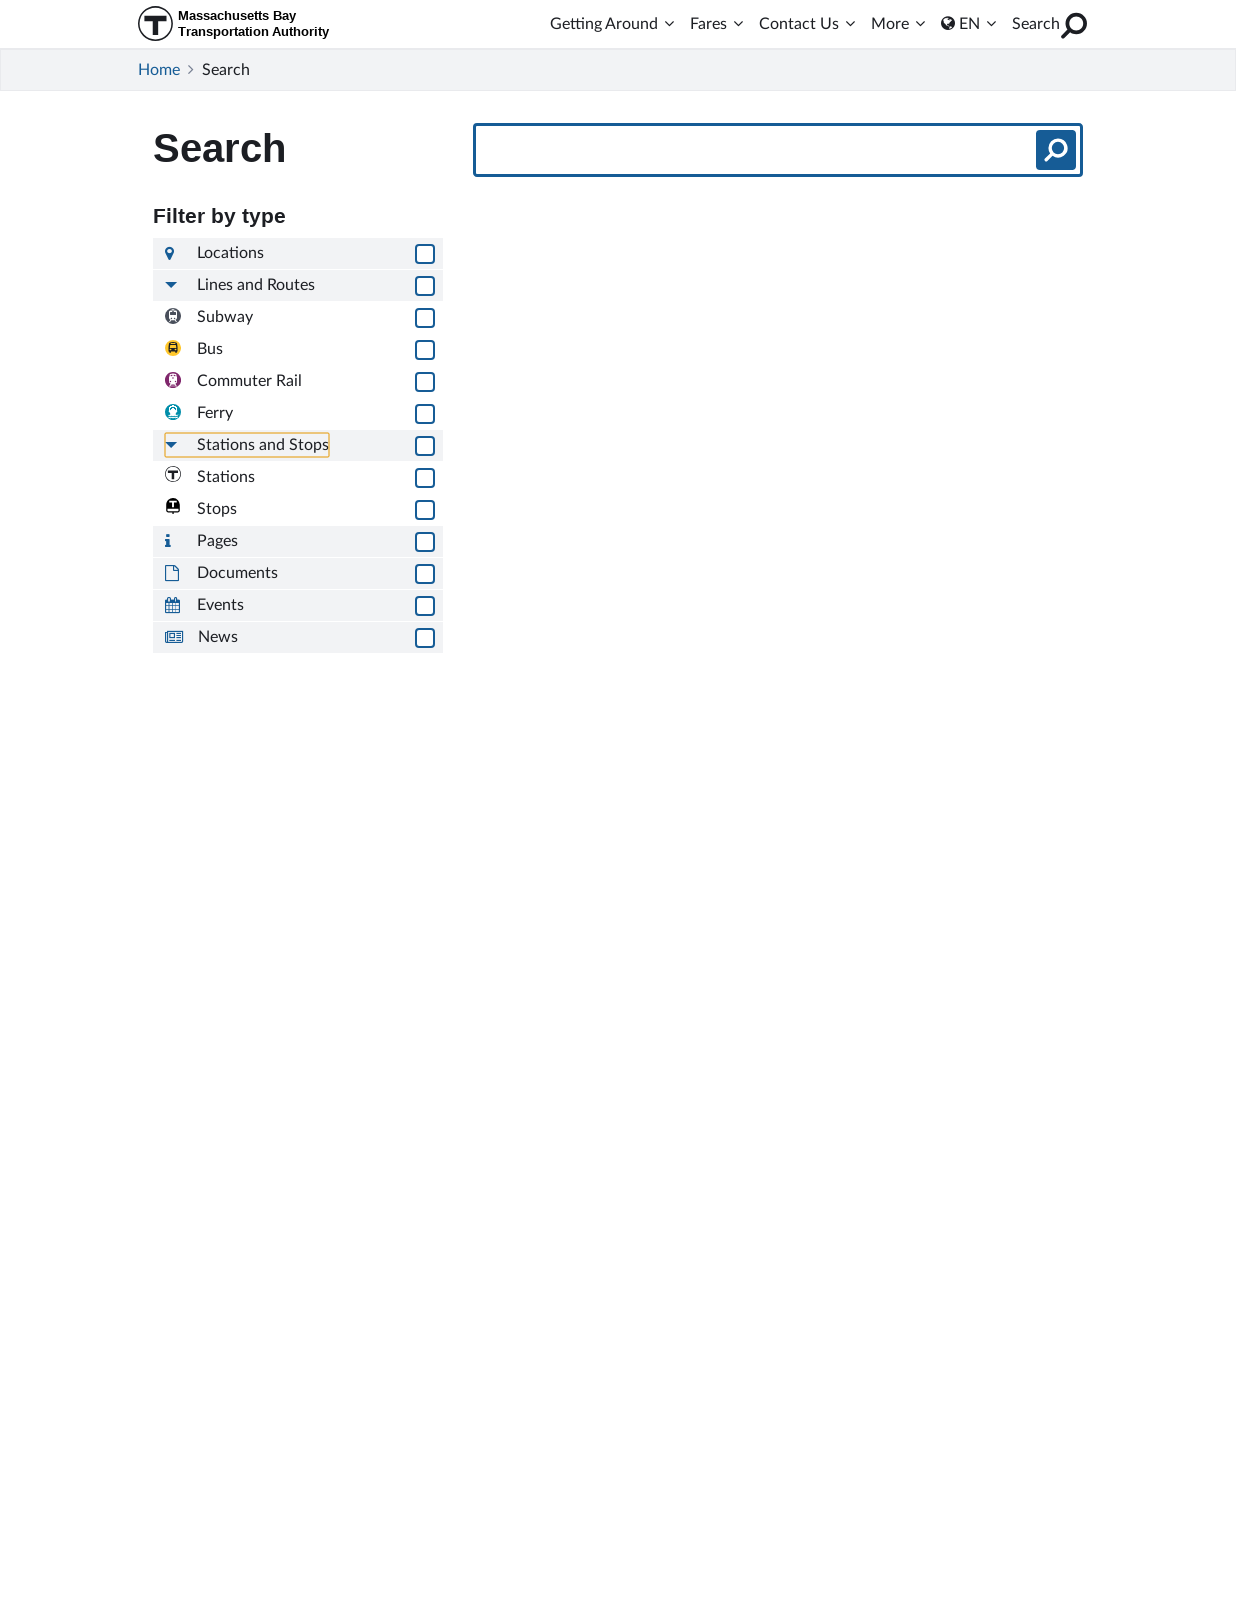 Massachusetts Bay
Transportation Authority
Getting Around Fares Contact Us More EN Search
Home Search
Search
Filter by type
Locations
Lines and Routes
Subway
Bus
Commuter Rail
Ferry
Stations and Stops
Stations
Stops
Pages
Documents
Events
News